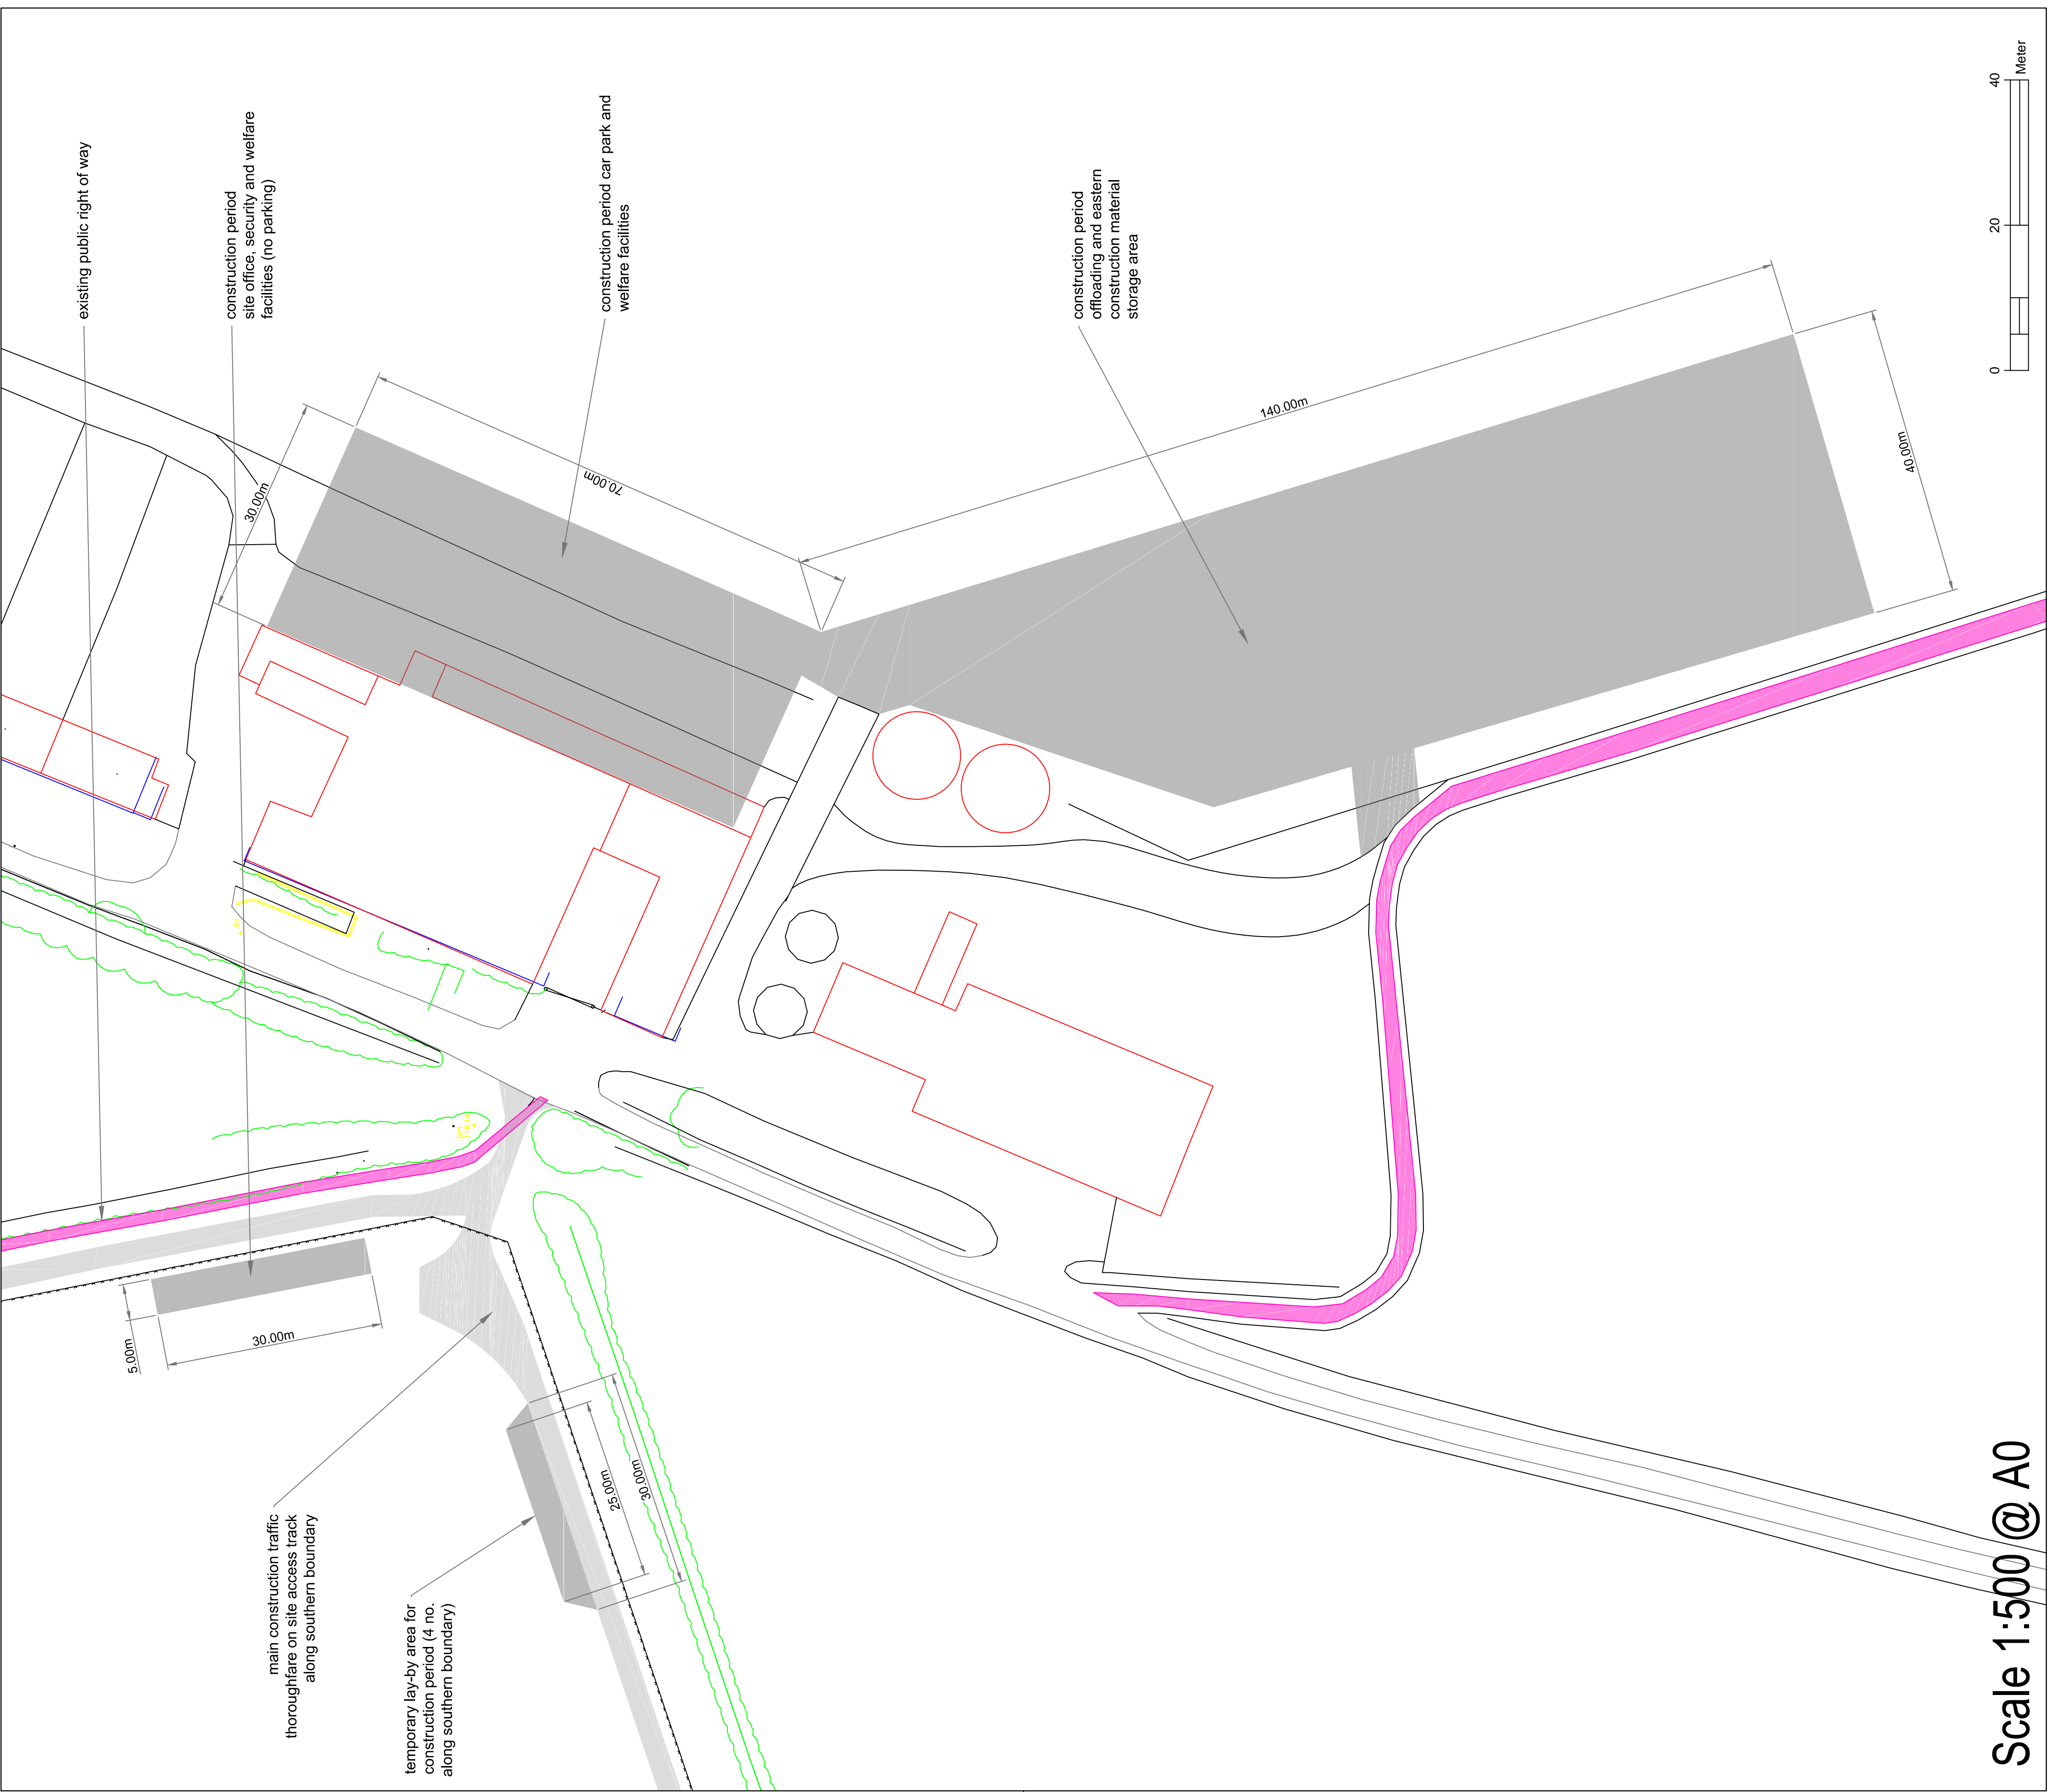 existing public right of way
construction period
site office, security and welfare
facilities (no parking)
construction period car park and
welfare facilities
construction period
offloading and eastern
construction material
storage area
30.00m
70.00m
140.00m
40.00m
5.00m
30.00m
25.00m
30.00m
main construction traffic
thoroughfare on site access track
along southern boundary
temporary lay-by area for
construction period (4 no.
along southern boundary)
0
20
40
Meter
Scale 1:500 @ A0